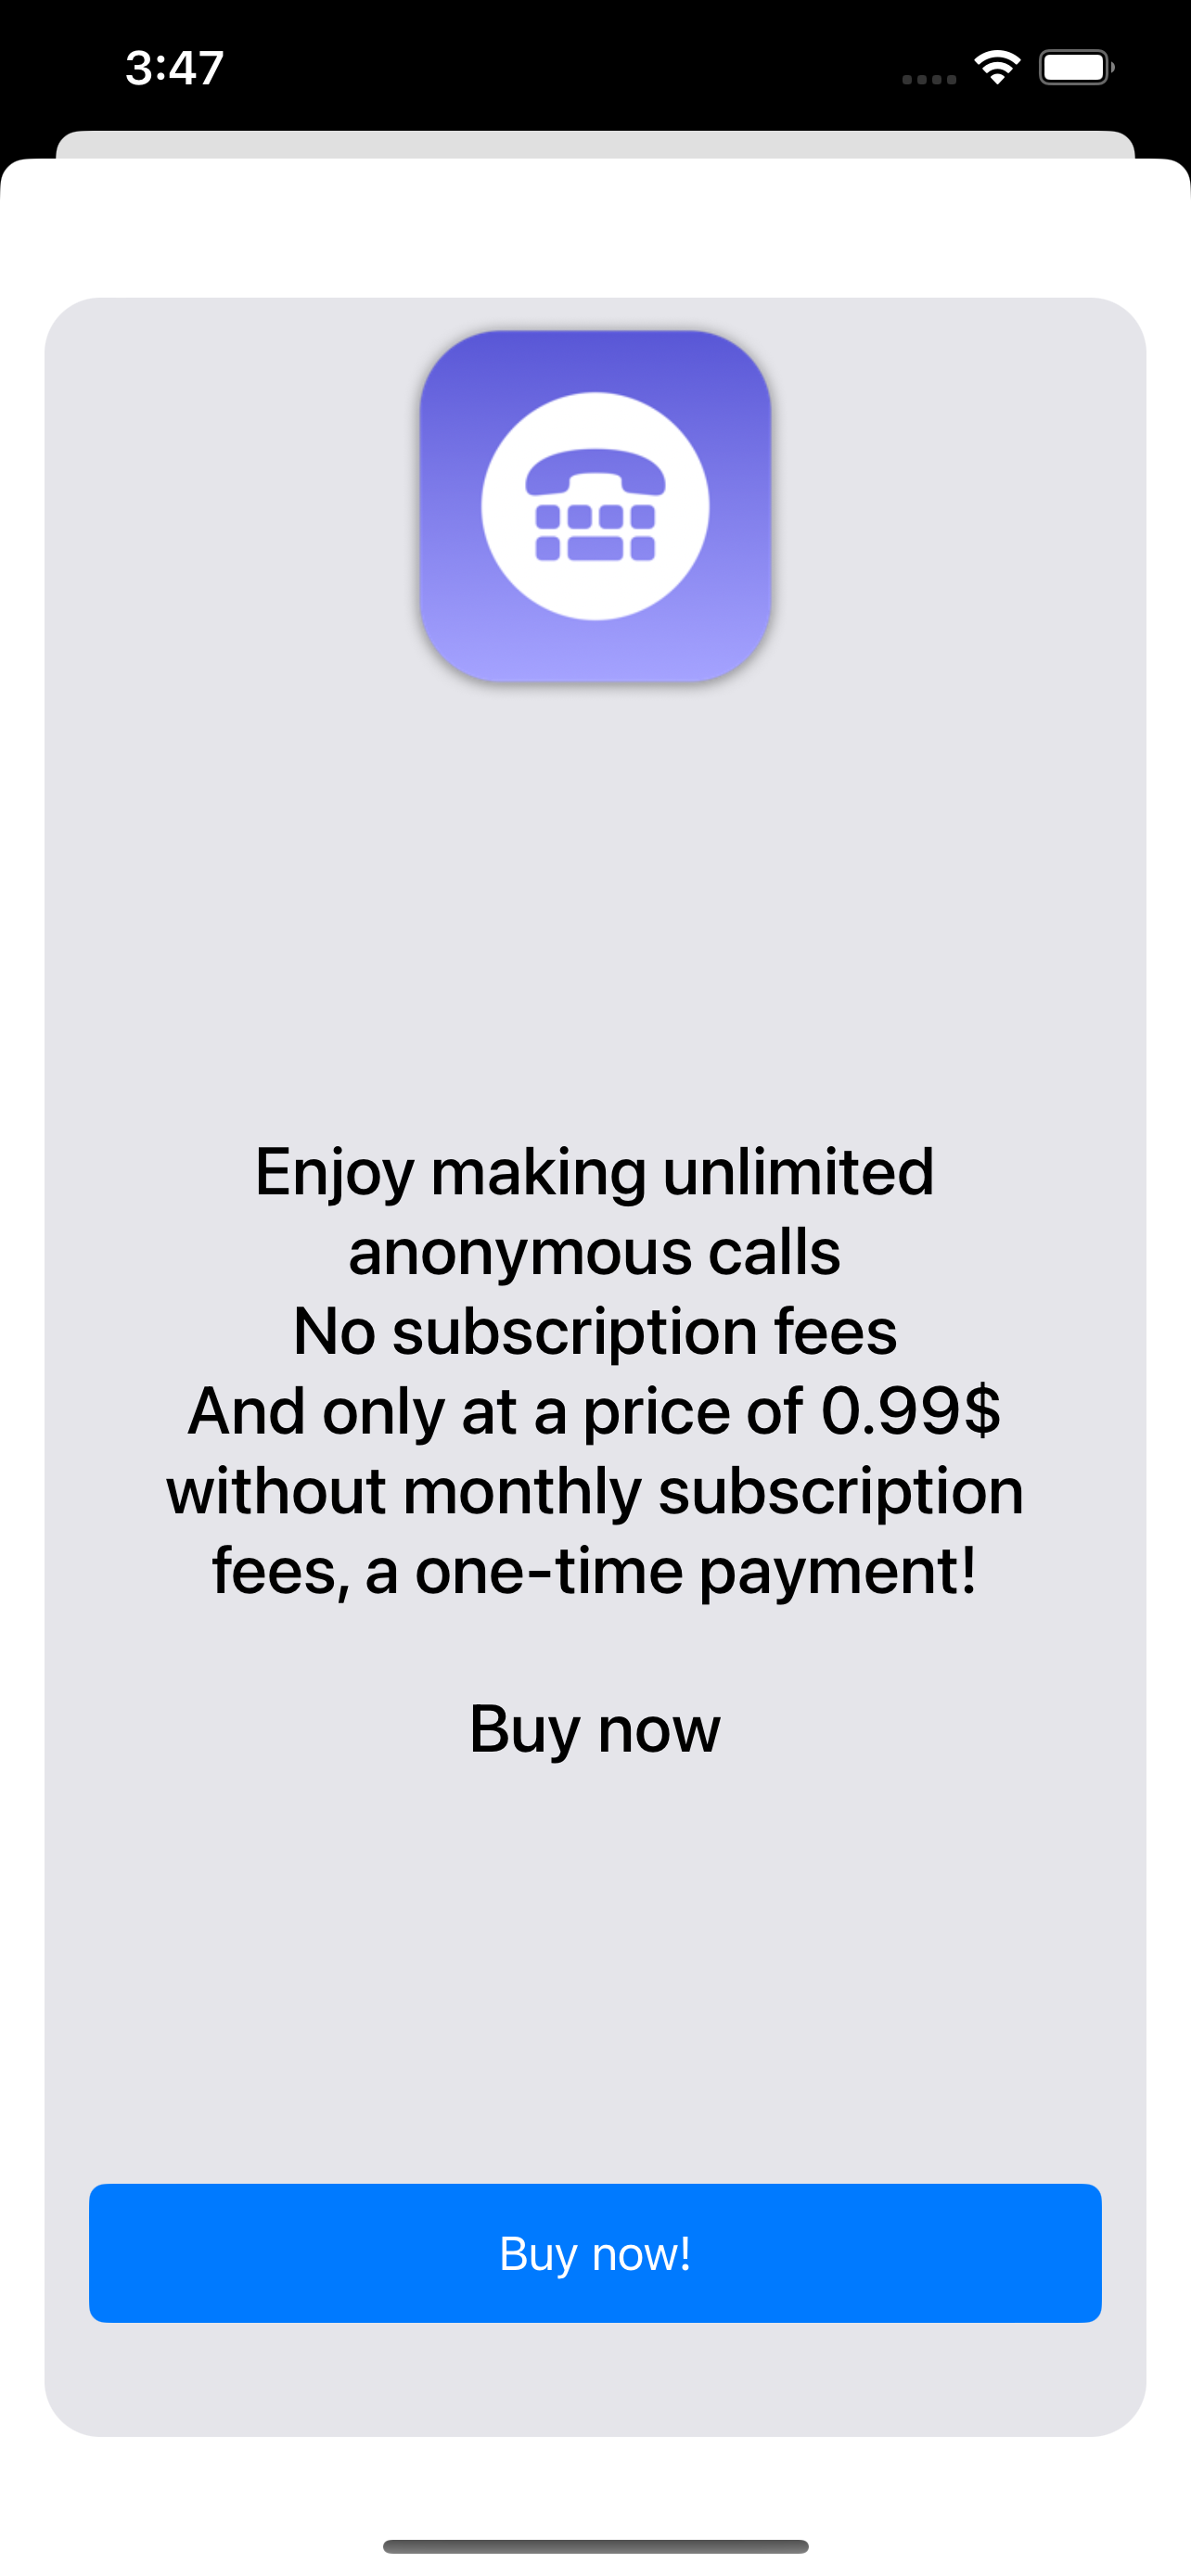 3:47
Enjoy making unlimited
anonymous calls
No subscription fees
And only at a price of 0.99$
without monthly subscription
fees, a one-time payment!
Buy now
Buy now!